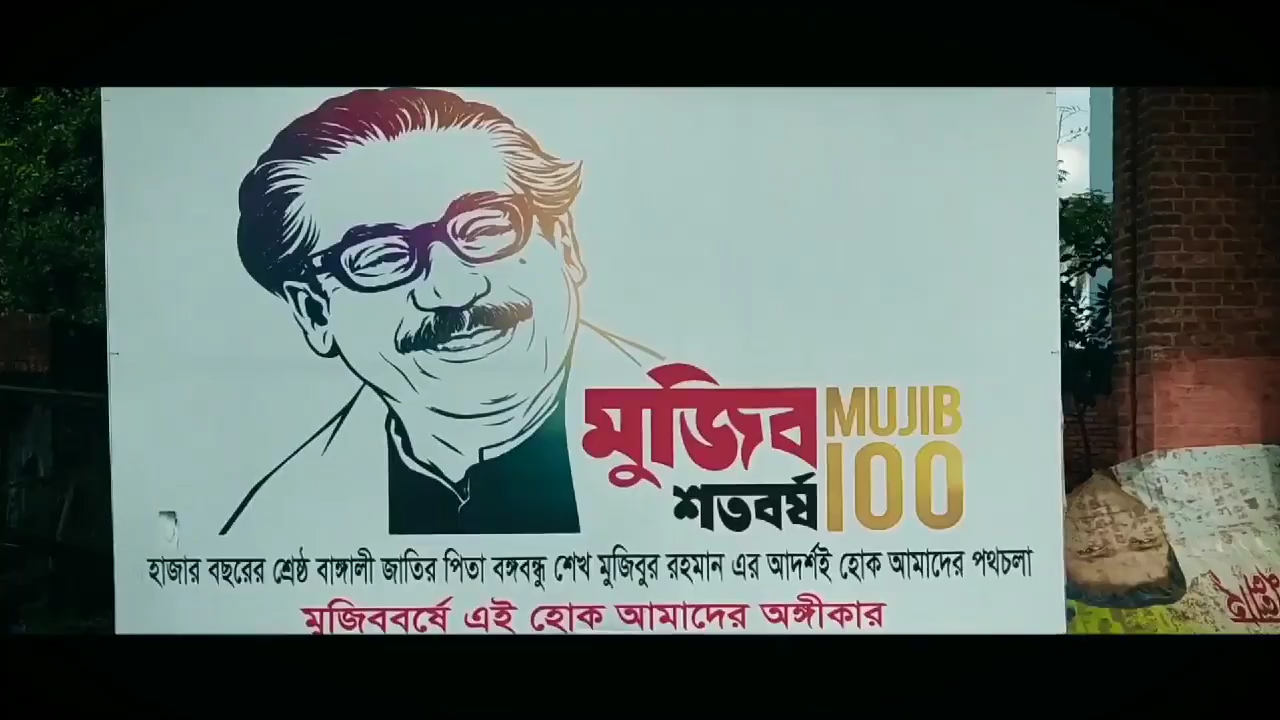 মুজিব
শতবর্ষ
MUJIB
100
হাজার বছরের শ্রেষ্ঠ বাঙ্গালী জাতির পিতা বঙ্গবন্ধু শেখ মুজিবুর রহমান এর আদর্শই হোক আমাদের পথচলা
মুজিববর্ষে এই হোক আমাদের অঙ্গীকার